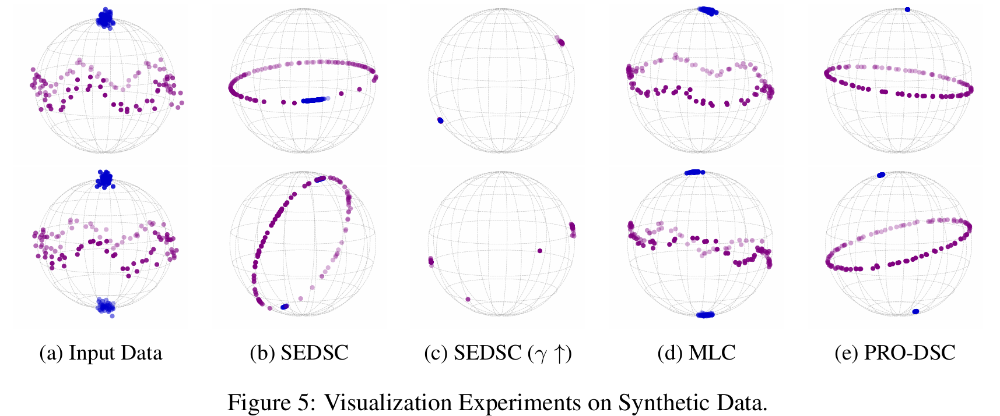 (a) Input Data (b) SEDSC (c) SEDSC (γ ↑) (d) MLC (e) PRO-DSC
Figure 5: Visualization Experiments on Synthetic Data.